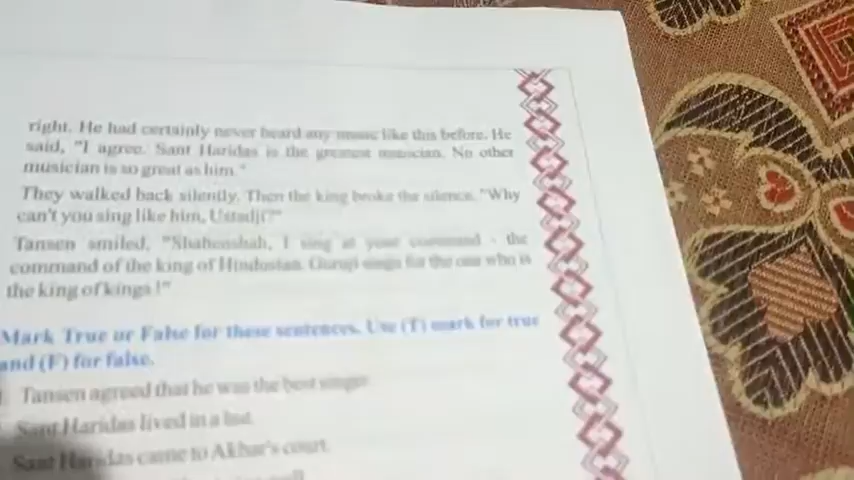 right. He had certainly never heard any music like this before. He
said, "I agree. Sant Haridas is the greatest musician. No other
musician is so great as him."
They walked back silently. Then the king broke the silence. "Why
can't you sing like him, Ustadji?"
Tansen smiled, "Shahenshah, I sing at your command - the
command of the king of Hindustan. Guruji sings for the one who is
the king of kings !"
Mark True or False for these sentences. Use (T) mark for true
and (F) for false.
Tansen agreed that he was the best singer
Sant Haridas lived in a hut.
Sant Haridas came to Akbar's court.